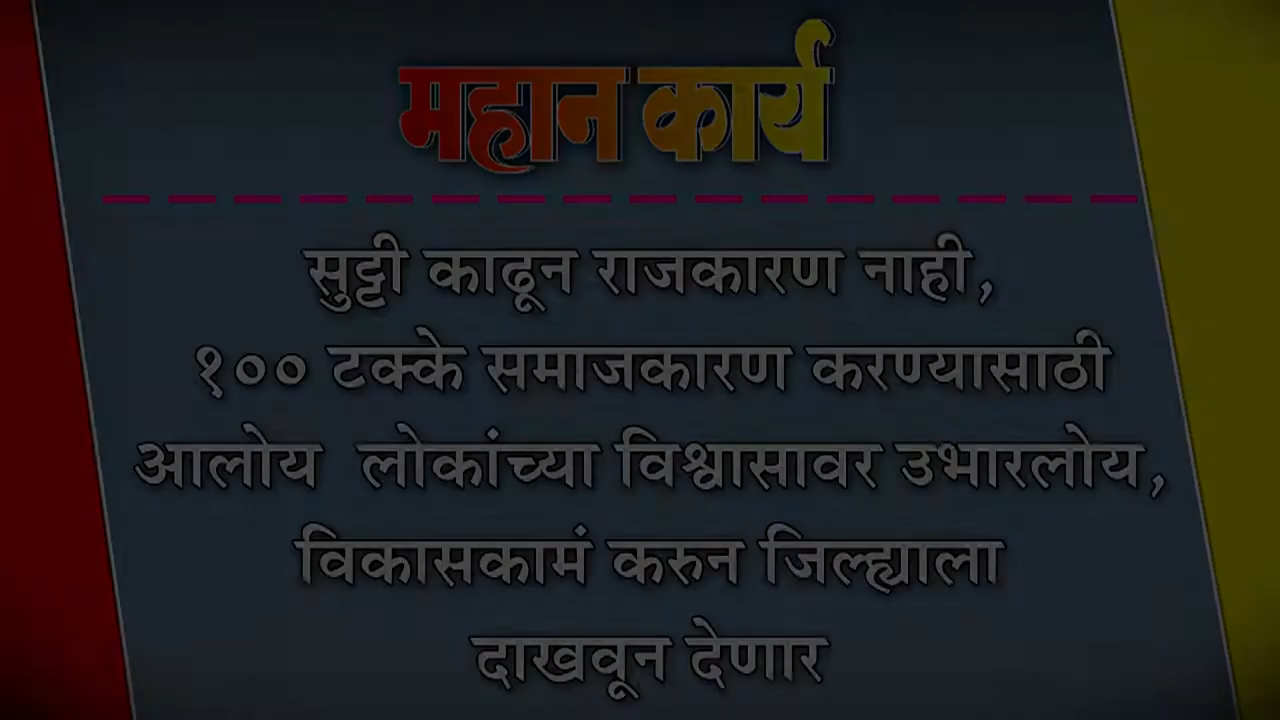 महान कार्य
सुट्टी काढून राजकारण नाही,
१०० टक्के समाजकारण करण्यासाठी
आलोय लोकांच्या विश्वासावर उभारलोय,
विकासकामं करुन जिल्ह्याला
दाखवून देणार